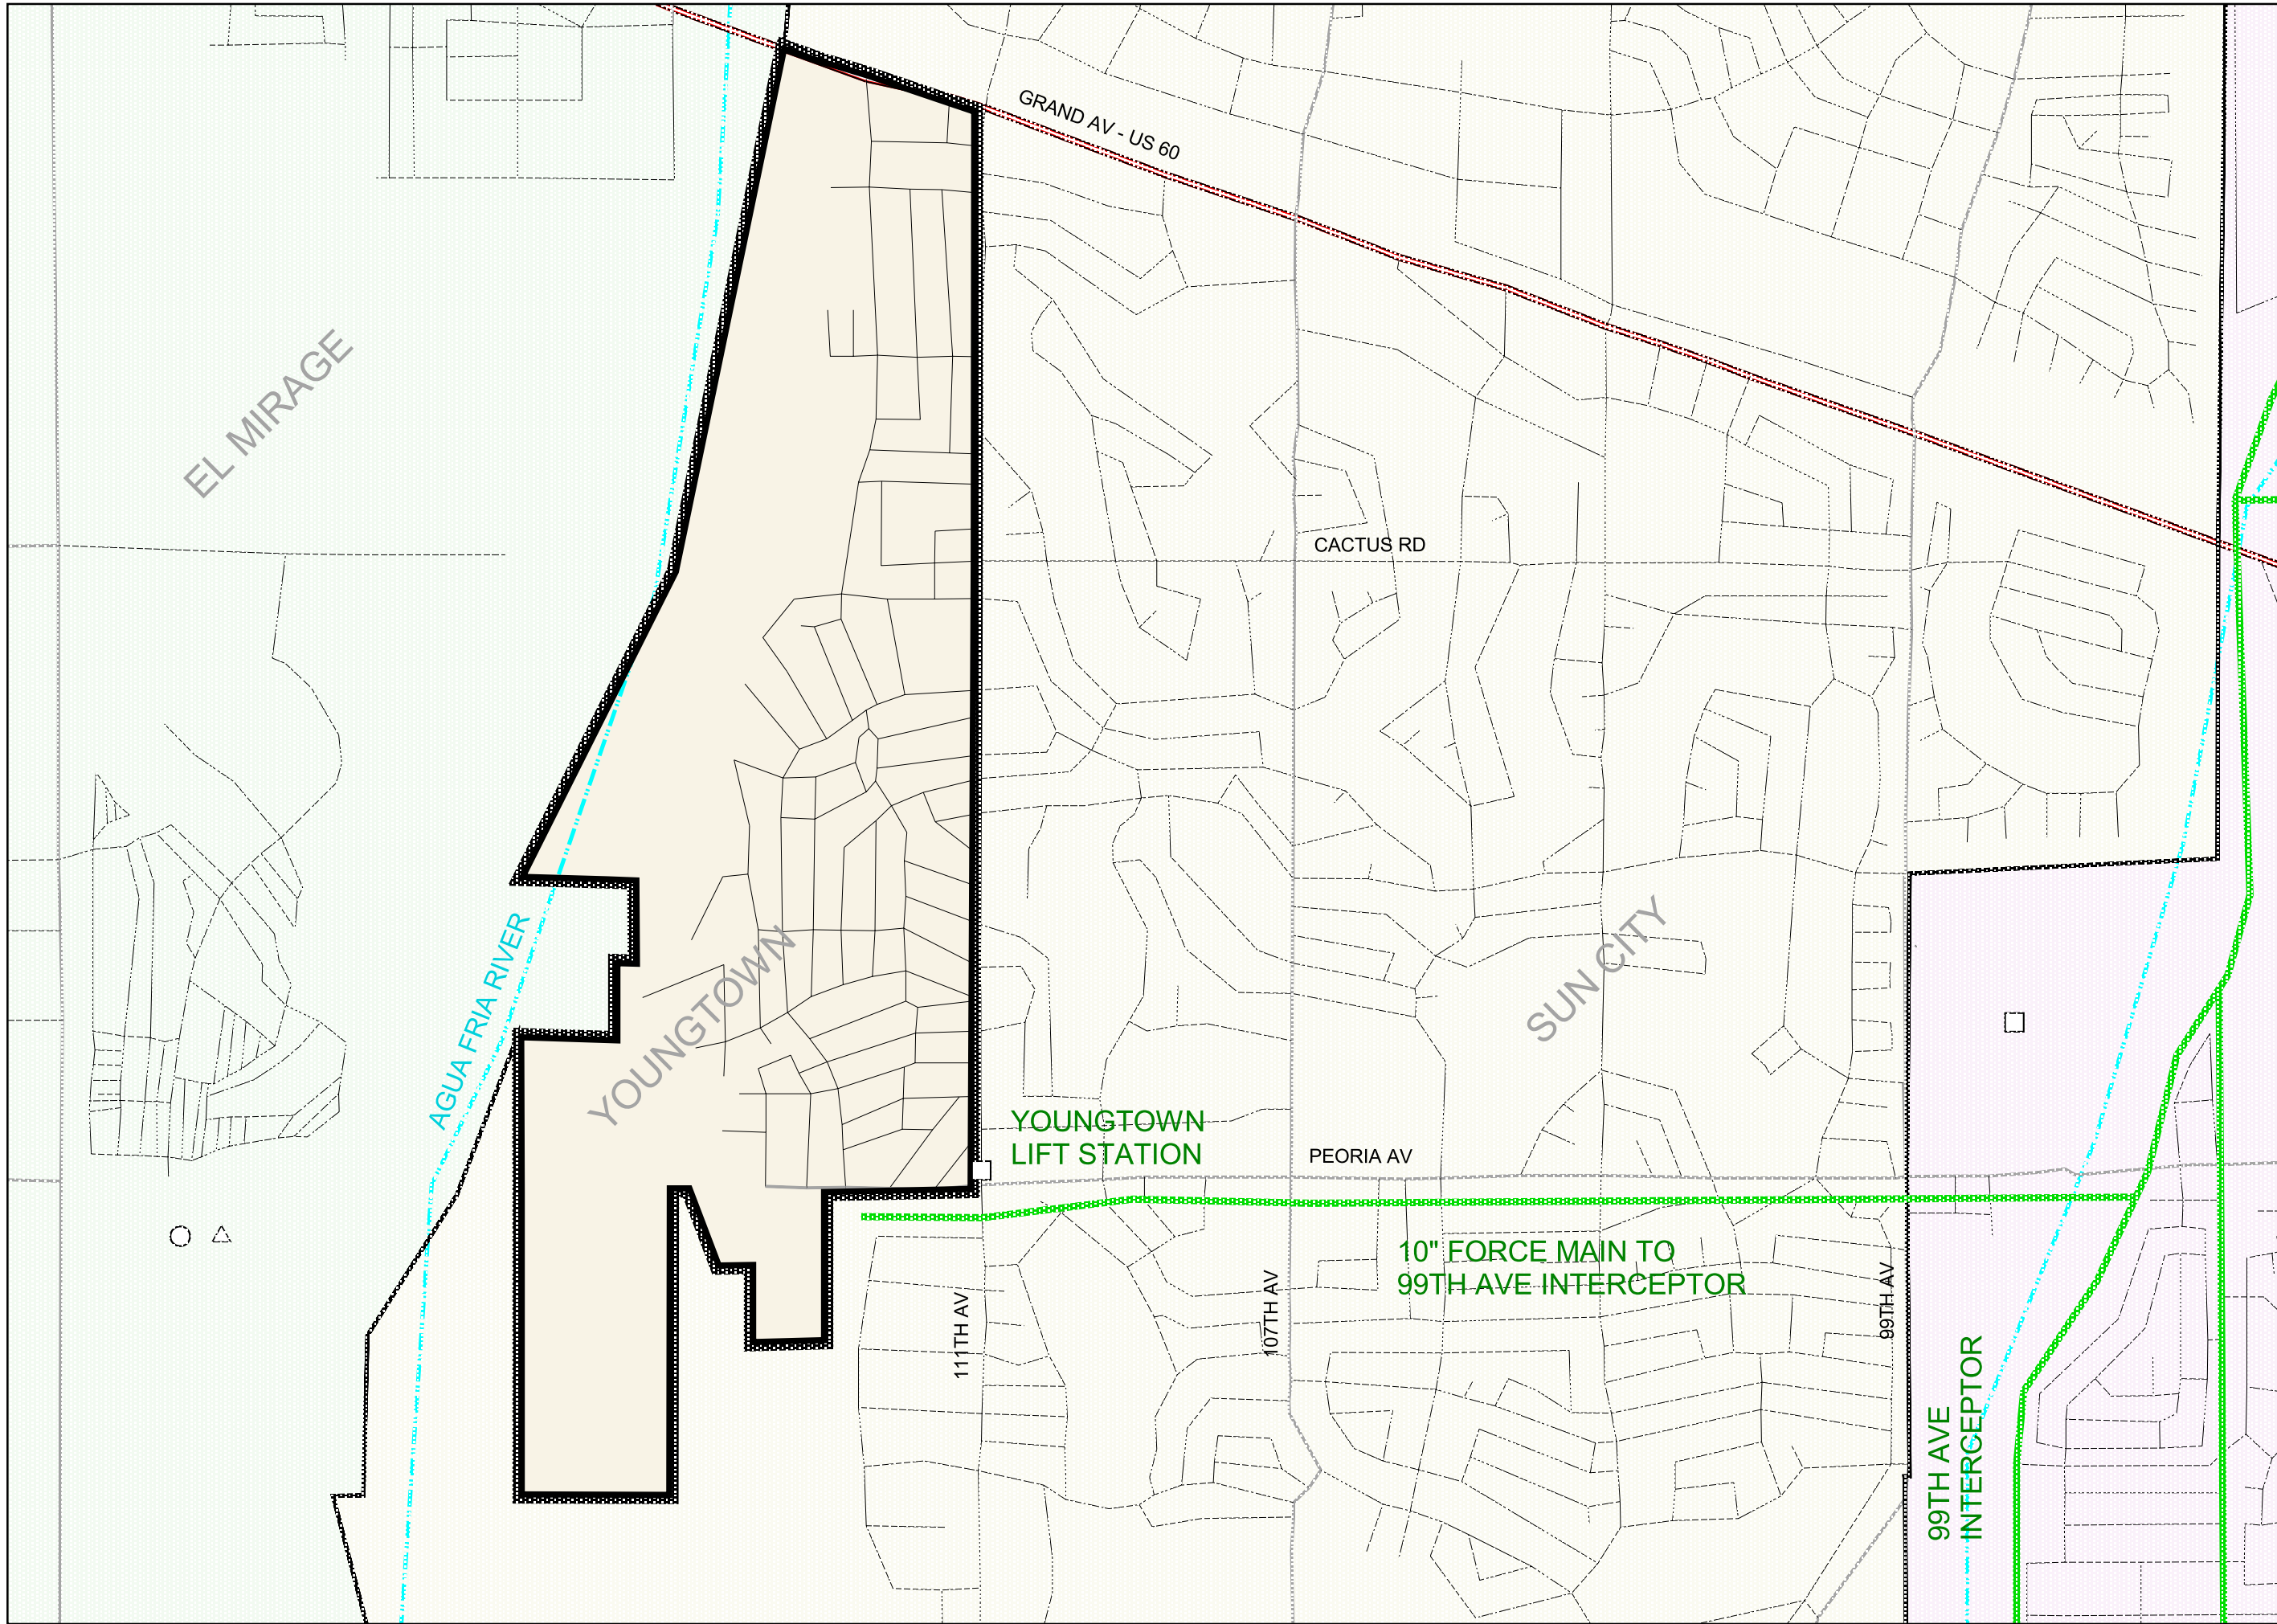 GRAND AV - US 60
EL MIRAGE
CACTUS RD
AGUA FRIA RIVER
YOUNGTOWN
SUN CITY
YOUNGTOWN
LIFT STATION
PEORIA AV
10" FORCE MAIN TO
99TH AVE INTERCEPTOR
111TH AV
107TH AV
99TH AV
99TH AVE
INTERCEPTOR